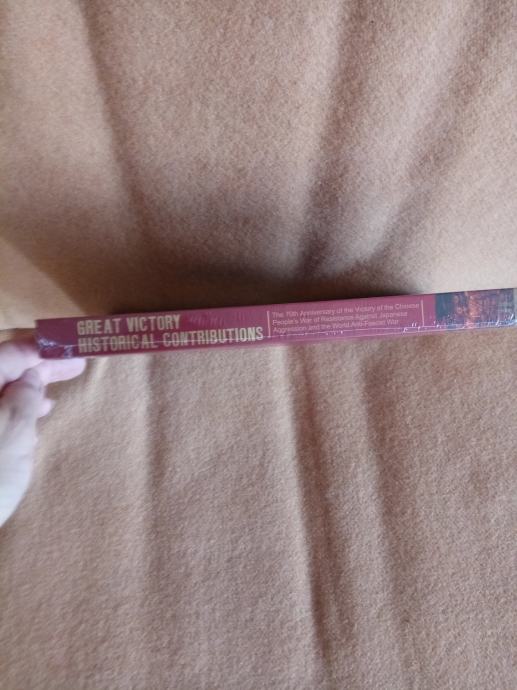 GREAT VICTORY
HISTORICAL CONTRIBUTIONS
The 70th Anniversary of the Victory of the Chinese
People's War of Resistance Against Japanese
Aggression and the World Anti-Fascist War